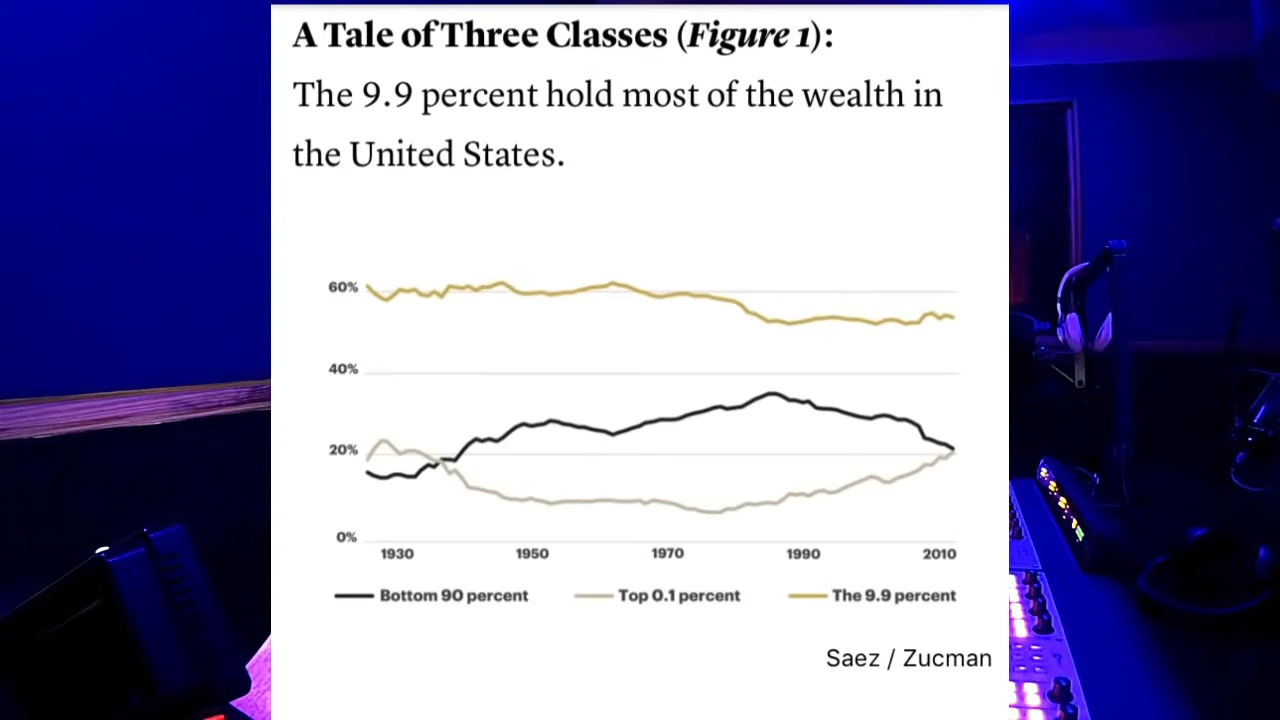 A Tale of Three Classes (Figure 1):
The 9.9 percent hold most of the wealth in
the United States.
60%
40%
20%
0%
1930 1950 1970 1990 2010
Bottom 90 percent Top 0.1 percent The 9.9 percent
Saez / Zucman